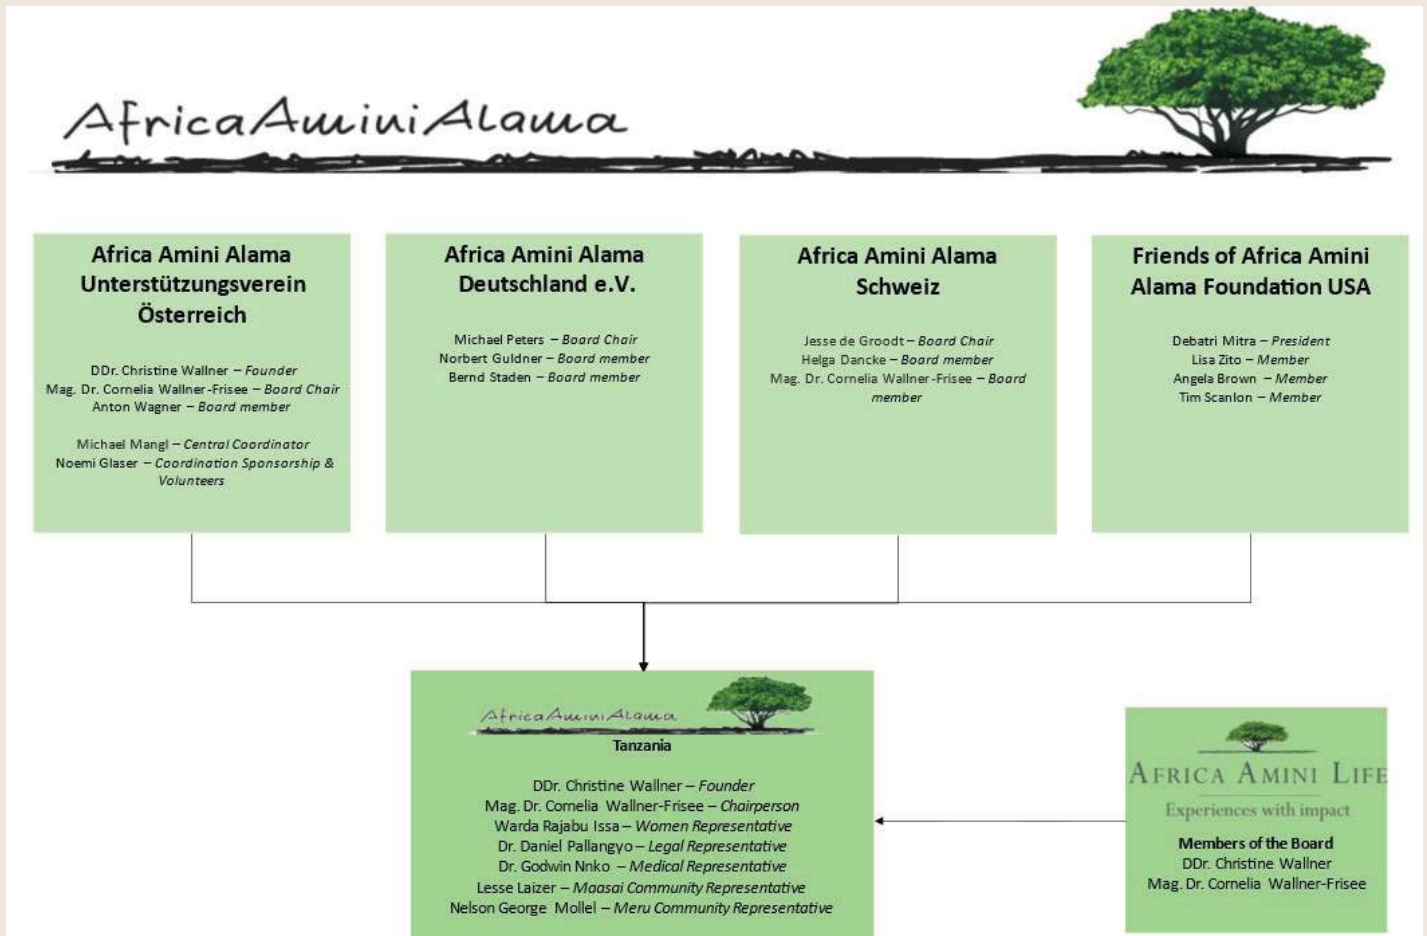 AfricaAminiAlama
Africa Amini Alama
Unterstützungsverein
Österreich
DDr. Christine Wallner – Founder
Mag. Dr. Cornelia Wallner-Frisee – Board Chair
Anton Wagner – Board member
Michael Mangl – Central Coordinator
Noemi Glaser – Coordination Sponsorship &
Volunteers
Africa Amini Alama
Deutschland e.V.
Michael Peters – Board Chair
Norbert Guldner – Board member
Bernd Staden – Board member
Africa Amini Alama
Schweiz
Jesse de Groodt – Board Chair
Helga Dancke – Board member
Mag. Dr. Cornelia Wallner-Frisee – Board
member
Friends of Africa Amini
Alama Foundation USA
Debatri Mitra – President
Lisa Zito – Member
Angela Brown – Member
Tim Scanlon – Member
AfricaAminiAlama
Tanzania
DDr. Christine Wallner – Founder
Mag. Dr. Cornelia Wallner-Frisee – Chairperson
Warda Rajabu Issa – Women Representative
Dr. Daniel Pallangyo – Legal Representative
Dr. Godwin Nnko – Medical Representative
Lesse Laizer – Maasai Community Representative
Nelson George Mollel – Meru Community Representative
AFRICA AMINI LIFE
Experiences with impact
Members of the Board
DDr. Christine Wallner
Mag. Dr. Cornelia Wallner-Frisee